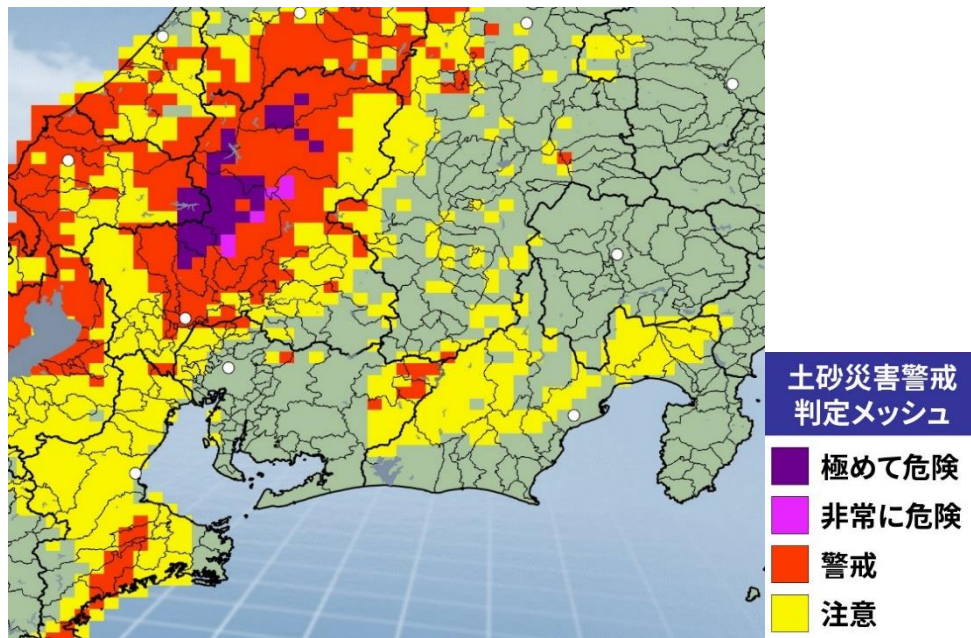 土砂災害警戒
判定メッシュ
極めて危険
非常に危険
警戒
注意